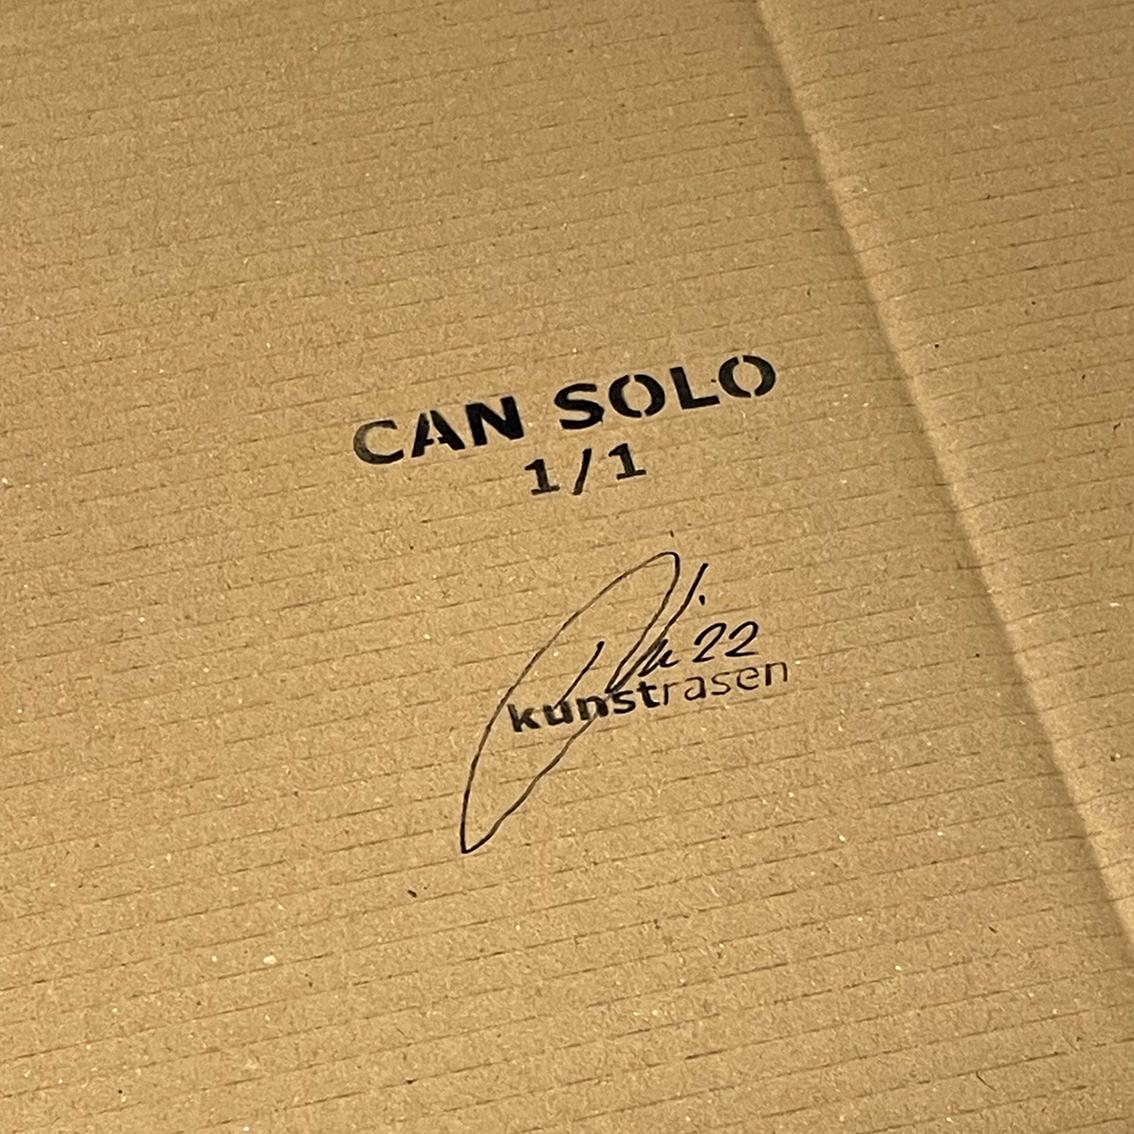 CAN SOLO
1/1
22
kunstrasen